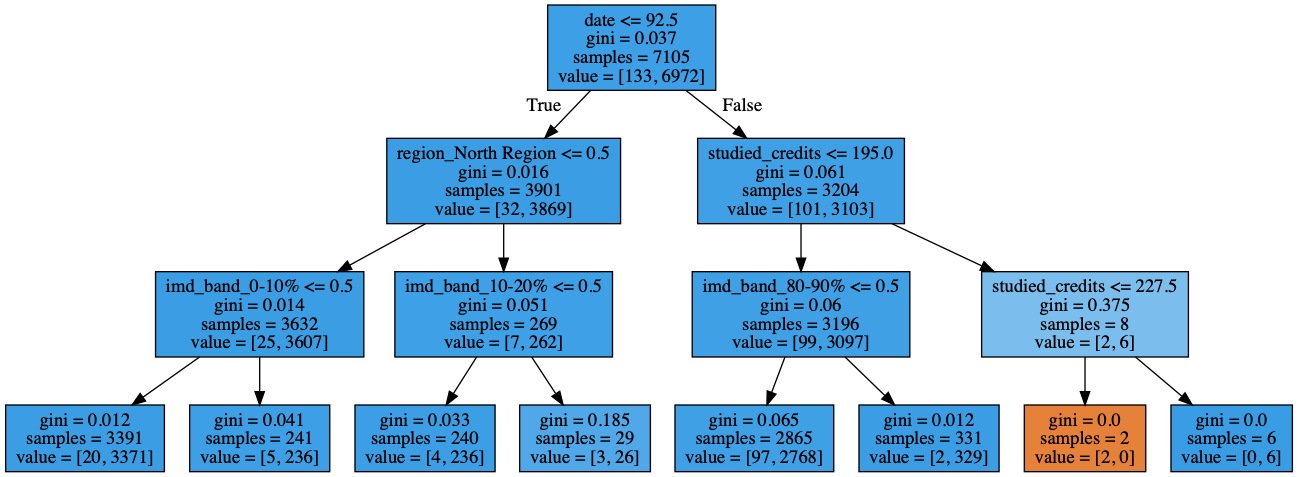 date <= 92.5
gini = 0.037
samples = 7105
value = [133, 6972]
True
False
region_North Region <= 0.5
gini = 0.016
samples = 3901
value = [32, 3869]
studied_credits <= 195.0
gini = 0.061
samples = 3204
value = [101, 3103]
imd_band_0-10% <= 0.5
gini = 0.014
samples = 3632
value = [25, 3607]
imd_band_10-20% <= 0.5
gini = 0.051
samples = 269
value = [7, 262]
imd_band_80-90% <= 0.5
gini = 0.06
samples = 3196
value = [99, 3097]
studied_credits <= 227.5
gini = 0.375
samples = 8
value = [2, 6]
gini = 0.012
samples = 3391
value = [20, 3371]
gini = 0.041
samples = 241
value = [5, 236]
gini = 0.033
samples = 240
value = [4, 236]
gini = 0.185
samples = 29
value = [3, 26]
gini = 0.065
samples = 2865
value = [97, 2768]
gini = 0.012
samples = 331
value = [2, 329]
gini = 0.0
samples = 2
value = [2, 0]
gini = 0.0
samples = 6
value = [0, 6]